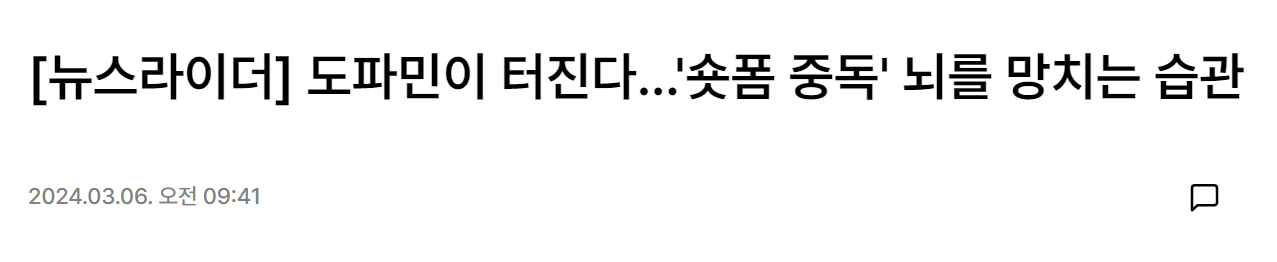 [뉴스라이더] 도파민이 터진다...'숏폼 중독' 뇌를 망치는 습관
2024.03.06. 오전 09:41